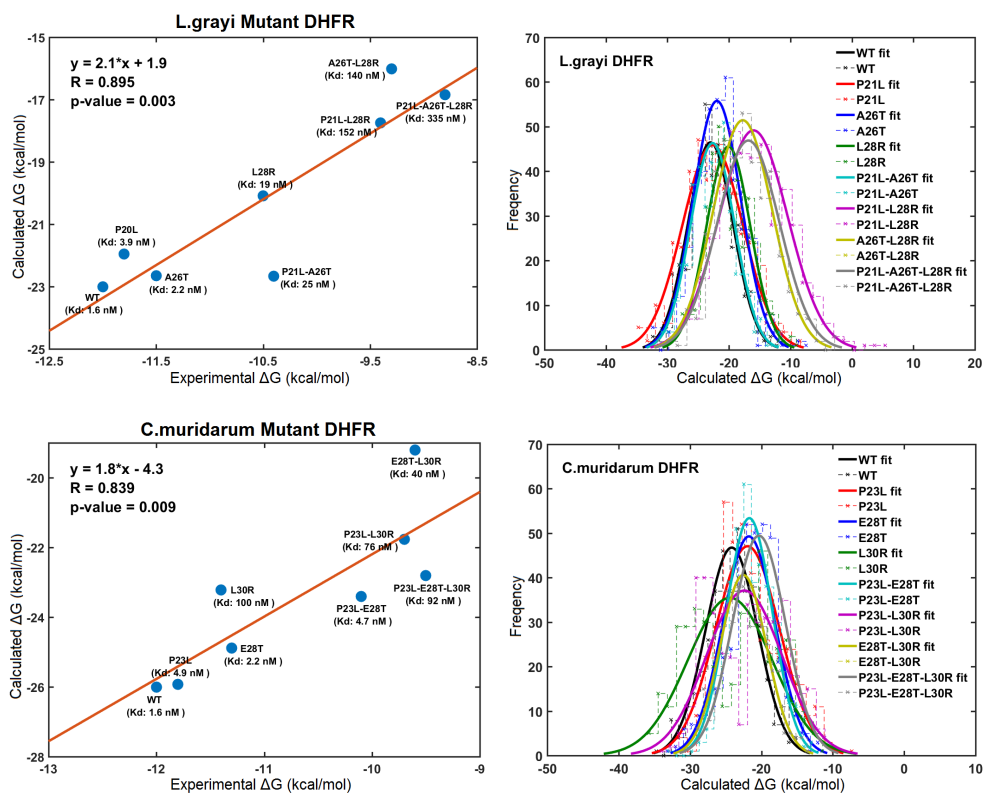 L.grayi Mutant DHFR
-15
-17
-19
-21
-23
-25
Calculated ΔG (kcal/mol)
y = 2.1*x + 1.9
R = 0.895
p-value = 0.003
A26T-L28R
(Kd: 140 nM )
P21L-A26T-L28R
(Kd: 335 nM )
P21L-L28R
(Kd: 152 nM )
L28R
(Kd: 19 nM )
P20L
(Kd: 3.9 nM )
A26T
(Kd: 2.2 nM )
P21L-A26T
(Kd: 25 nM )
WT
(Kd: 1.6 nM )
-12.5 -11.5 -10.5 -9.5 -8.5
Experimental ΔG (kcal/mol)
70
60
50
40
30
20
10
0
Freqency
L.grayi DHFR
WT fit
WT
P21L fit
P21L
A26T fit
A26T
L28R fit
L28R
P21L-A26T fit
P21L-A26T
P21L-L28R fit
P21L-L28R
A26T-L28R fit
A26T-L28R
P21L-A26T-L28R fit
P21L-A26T-L28R
-50 -40 -30 -20 -10 0 10 20
Calculated ΔG (kcal/mol)
C.muridarum Mutant DHFR
-20
-22
-24
-26
-28
Calculated ΔG (kcal/mol)
y = 1.8*x - 4.3
R = 0.839
p-value = 0.009
E28T-L30R
(Kd: 40 nM )
P23L-L30R
(Kd: 76 nM )
P23L-E28T-L30R
(Kd: 92 nM )
L30R
(Kd: 100 nM )
P23L-E28T
(Kd: 4.7 nM )
E28T
(Kd: 2.2 nM )
P23L
(Kd: 4.9 nM )
WT
(Kd: 1.6 nM )
-13 -12 -11 -10 -9
Experimental ΔG (kcal/mol)
70
60
50
40
30
20
10
0
Freqency
C.muridarum DHFR
WT fit
WT
P23L fit
P23L
E28T fit
E28T
L30R fit
L30R
P23L-E28T fit
P23L-E28T
P23L-L30R fit
P23L-L30R
E28T-L30R fit
E28T-L30R
P23L-E28T-L30R fit
P23L-E28T-L30R
-50 -40 -30 -20 -10 0 10
Calculated ΔG (kcal/mol)